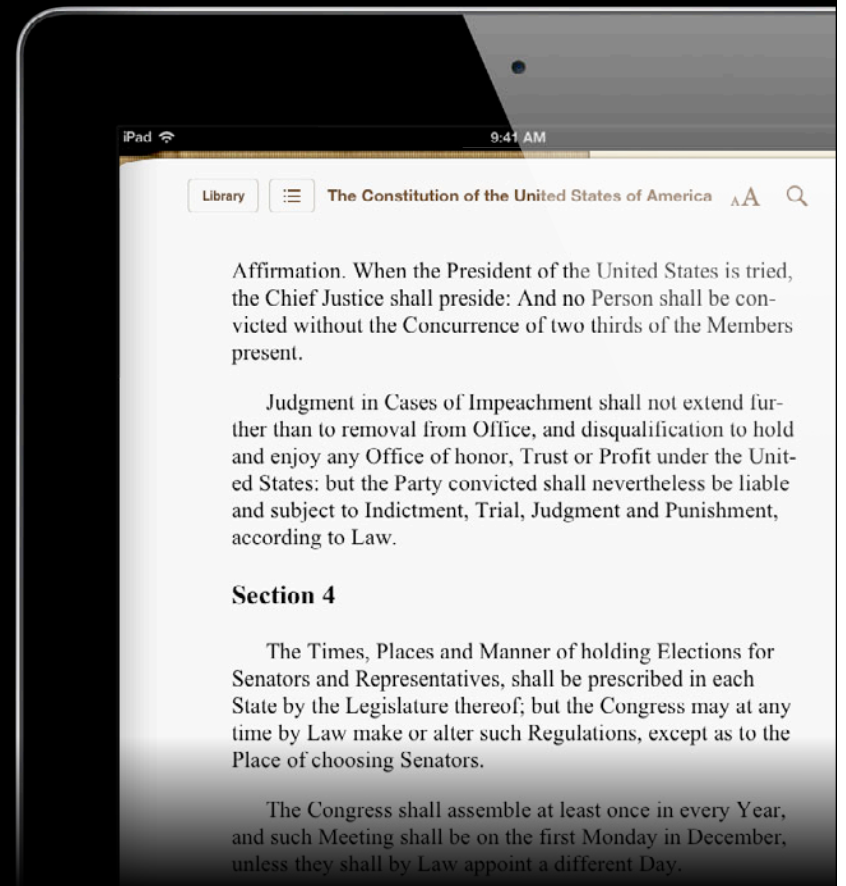 iPad
9:41 AM
Library
The Constitution of the United States of America
AA
Affirmation. When the President of the United States is tried,
the Chief Justice shall preside: And no Person shall be con-
victed without the Concurrence of two thirds of the Members
present.
Judgment in Cases of Impeachment shall not extend fur-
ther than to removal from Office, and disqualification to hold
and enjoy any Office of honor, Trust or Profit under the Unit-
ed States: but the Party convicted shall nevertheless be liable
and subject to Indictment, Trial, Judgment and Punishment,
according to Law.
Section 4
The Times, Places and Manner of holding Elections for
Senators and Representatives, shall be prescribed in each
State by the Legislature thereof; but the Congress may at any
time by Law make or alter such Regulations, except as to the
Place of choosing Senators.
The Congress shall assemble at least once in every Year,
and such Meeting shall be on the first Monday in December,
unless they shall by Law appoint a different Day.